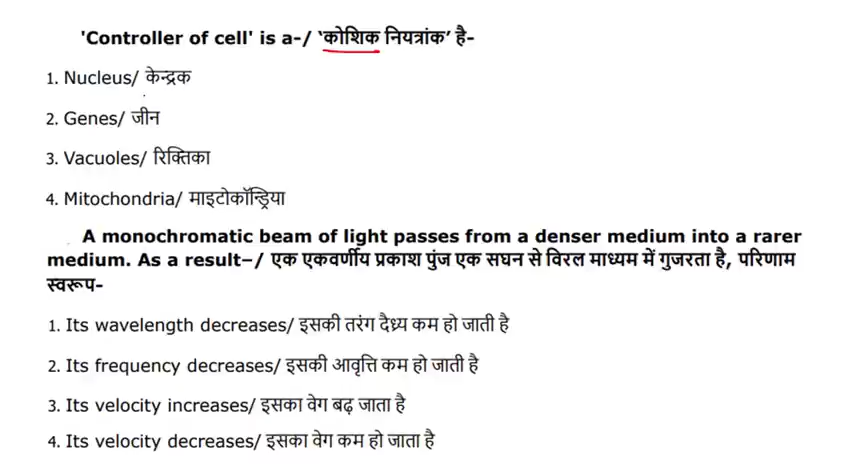 'Controller of cell' is a-/ ‘कोशिक नियत्रांक’ है-
1. Nucleus/ केन्द्रक
2. Genes/ जीन
3. Vacuoles/ रिक्तिका
4. Mitochondria/ माइटोकॉन्ड्रिया
A monochromatic beam of light passes from a denser medium into a rarer
medium. As a result–/ एक एकवर्णीय प्रकाश पुंज एक सघन से विरल माध्यम में गुजरता है, परिणाम
स्वरूप-
1. Its wavelength decreases/ इसकी तरंग दैध्र्य कम हो जाती है
2. Its frequency decreases/ इसकी आवृत्ति कम हो जाती है
3. Its velocity increases/ इसका वेग बढ़ जाता है
4. Its velocity decreases/ इसका वेग कम हो जाता है